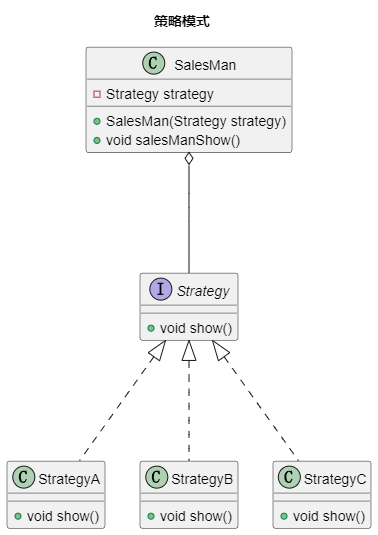 策略模式
C SalesMan
Strategy strategy
SalesMan(Strategy strategy)
void salesManShow()
I Strategy
void show()
C StrategyA
void show()
C StrategyB
void show()
C StrategyC
void show()